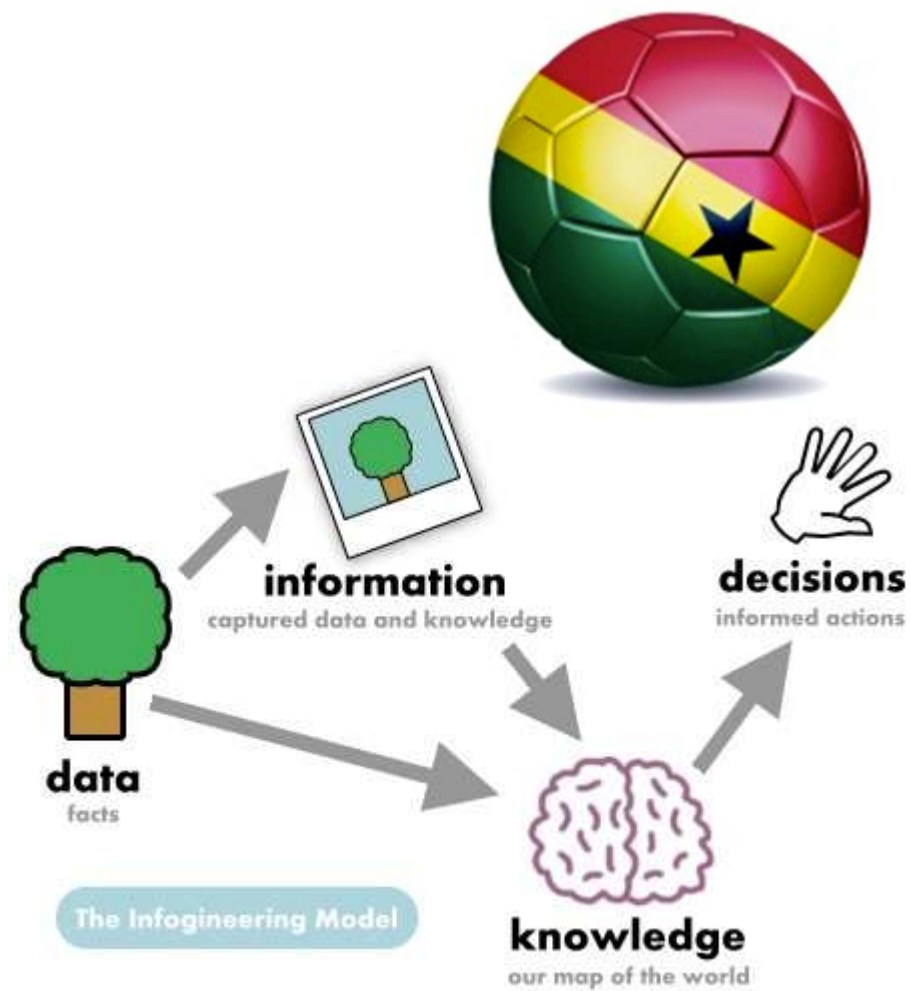 information
captured data and knowledge
decisions
informed actions
data
facts
The Infogineering Model
knowledge
our map of the world